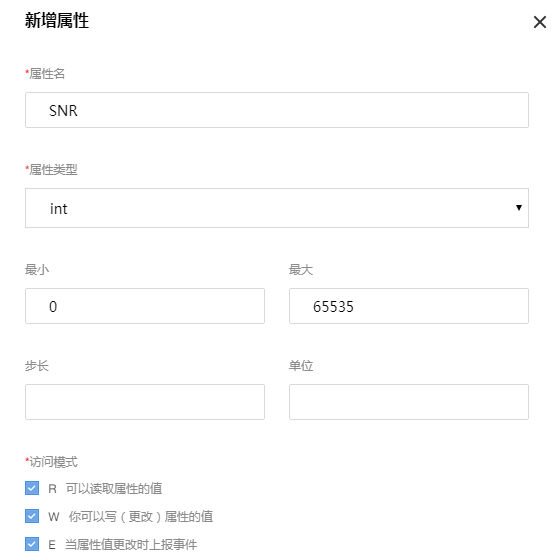 新增属性
*属性名
SNR
*属性类型
int
最小 最大
0 65535
步长 单位
*访问模式
R 可以读取属性的值
W 你可以写（更改）属性的值
E 当属性值更改时上报事件